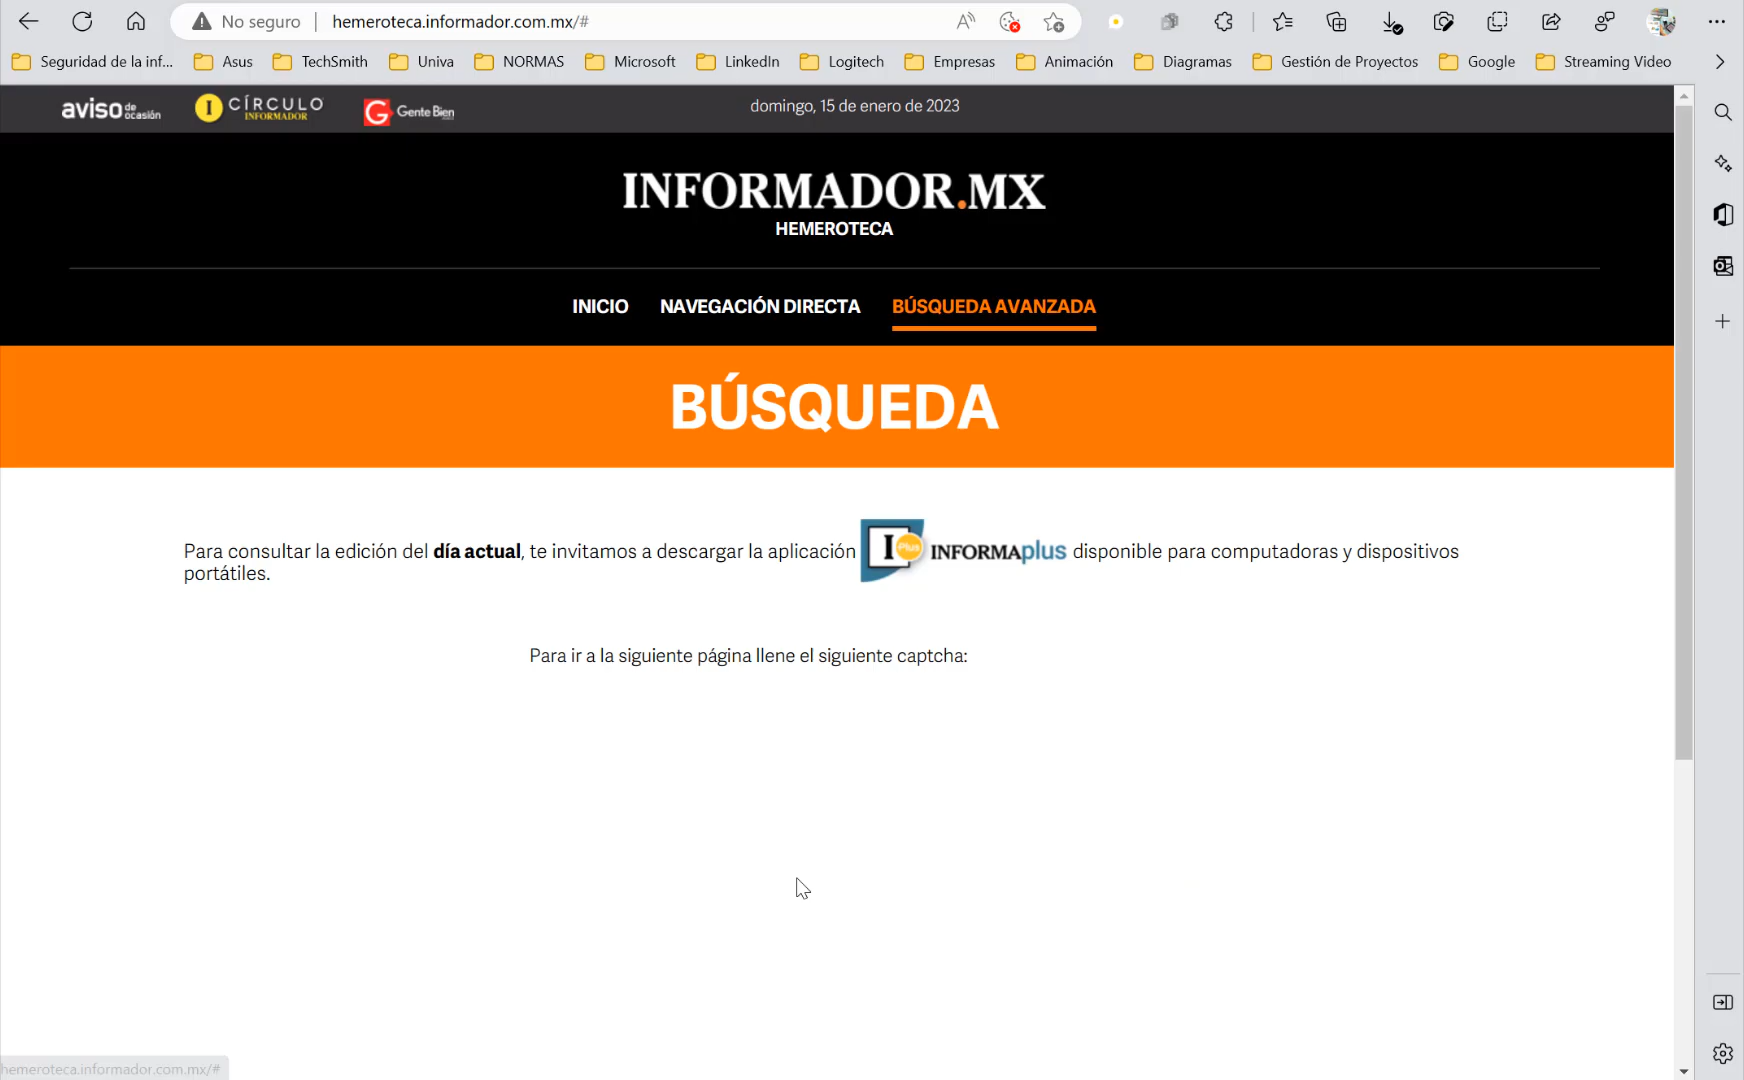 No seguro
hemeroteca.informador.com.mx/#
Seguridad de la inf... Asus TechSmith Univa NORMAS Microsoft LinkedIn Logitech Empresas Animación Diagramas Gestión de Proyectos Google Streaming Video
aviso de ocasión
I CÍRCULO INFORMADOR
G Gente Bien
domingo, 15 de enero de 2023
INFORMADOR.MX
HEMEROTECA
INICIO NAVEGACIÓN DIRECTA BÚSQUEDA AVANZADA
BÚSQUEDA
Para consultar la edición del día actual, te invitamos a descargar la aplicación I Plus INFORMAplus disponible para computadoras y dispositivos
portátiles.
Para ir a la siguiente página llene el siguiente captcha:
hemeroteca.informador.com.mx/#